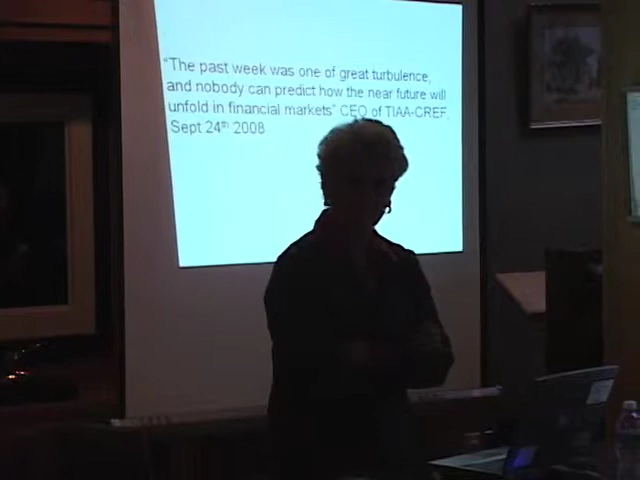 “The past week was one of great turbulence,
and nobody can predict how the near future will
unfold in financial markets” CEO of TIAA-CREF,
Sept 24th 2008